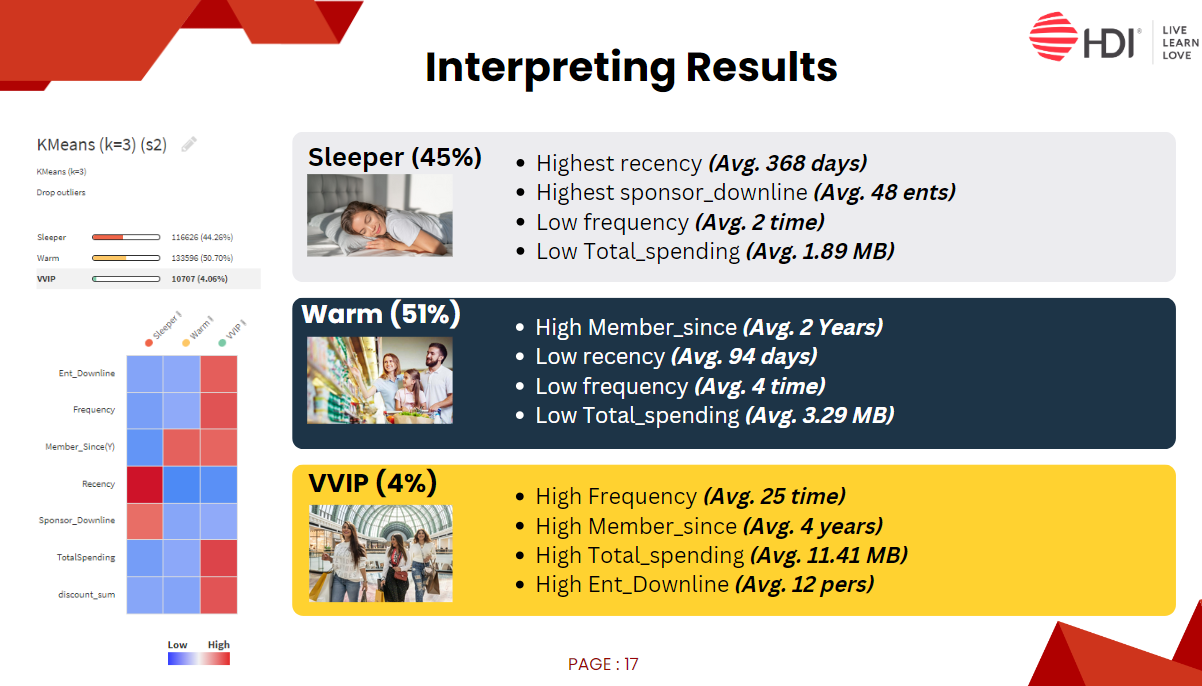 HDI
LIVE
LEARN
LOVE
Interpreting Results
KMeans (k=3) (s2)
KMeans (k=3)
Drop outliers
Sleeper 116626 (44.26%)
Warm 133596 (50.70%)
VVIP 10707 (4.06%)
Sleeper Warm VVIP
Ent_Downline
Frequency
Member_Since(Y)
Recency
Sponsor_Downline
TotalSpending
discount_sum
Low High
Sleeper (45%)
• Highest recency (Avg. 368 days)
• Highest sponsor_downline (Avg. 48 ents)
• Low frequency (Avg. 2 time)
• Low Total_spending (Avg. 1.89 MB)
Warm (51%)
• High Member_since (Avg. 2 Years)
• Low recency (Avg. 94 days)
• Low frequency (Avg. 4 time)
• Low Total_spending (Avg. 3.29 MB)
VVIP (4%)
• High Frequency (Avg. 25 time)
• High Member_since (Avg. 4 years)
• High Total_spending (Avg. 11.41 MB)
• High Ent_Downline (Avg. 12 pers)
PAGE : 17